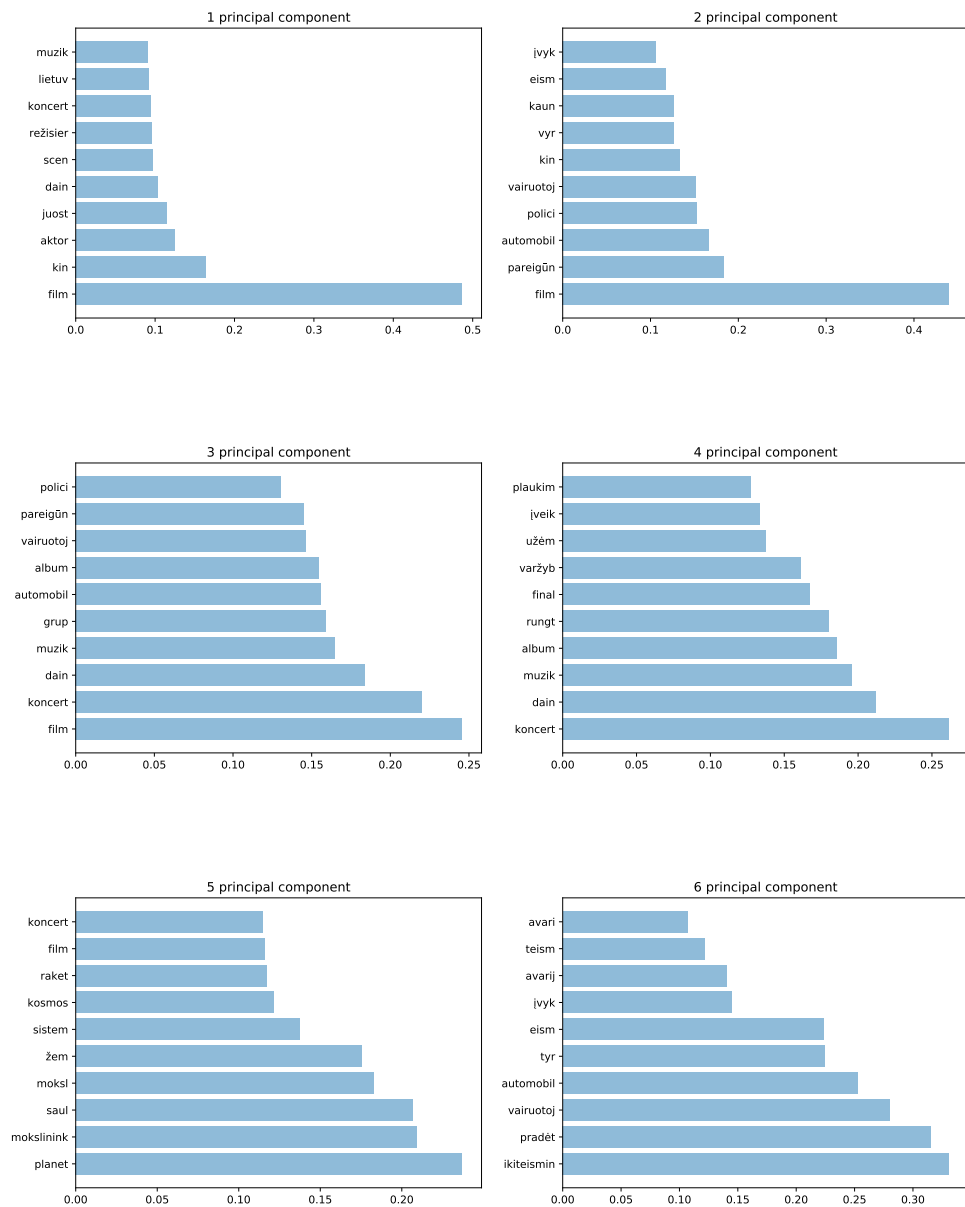 1 principal component
muzik
lietuv
koncert
režisier
scen
dain
juost
aktor
kin
film
0.0 0.1 0.2 0.3 0.4 0.5
2 principal component
įvyk
eism
kaun
vyr
kin
vairuotoj
polici
automobil
pareigūn
film
0.0 0.1 0.2 0.3 0.4
3 principal component
polici
pareigūn
vairuotoj
album
automobil
grup
muzik
dain
koncert
film
0.00 0.05 0.10 0.15 0.20 0.25
4 principal component
plaukim
įveik
užėm
varžyb
final
rungt
album
muzik
dain
koncert
0.00 0.05 0.10 0.15 0.20 0.25
5 principal component
koncert
film
raket
kosmos
sistem
žem
moksl
saul
mokslinink
planet
0.00 0.05 0.10 0.15 0.20
6 principal component
avari
teism
avarij
įvyk
eism
tyr
automobil
vairuotoj
pradėt
ikiteismin
0.00 0.05 0.10 0.15 0.20 0.25 0.30